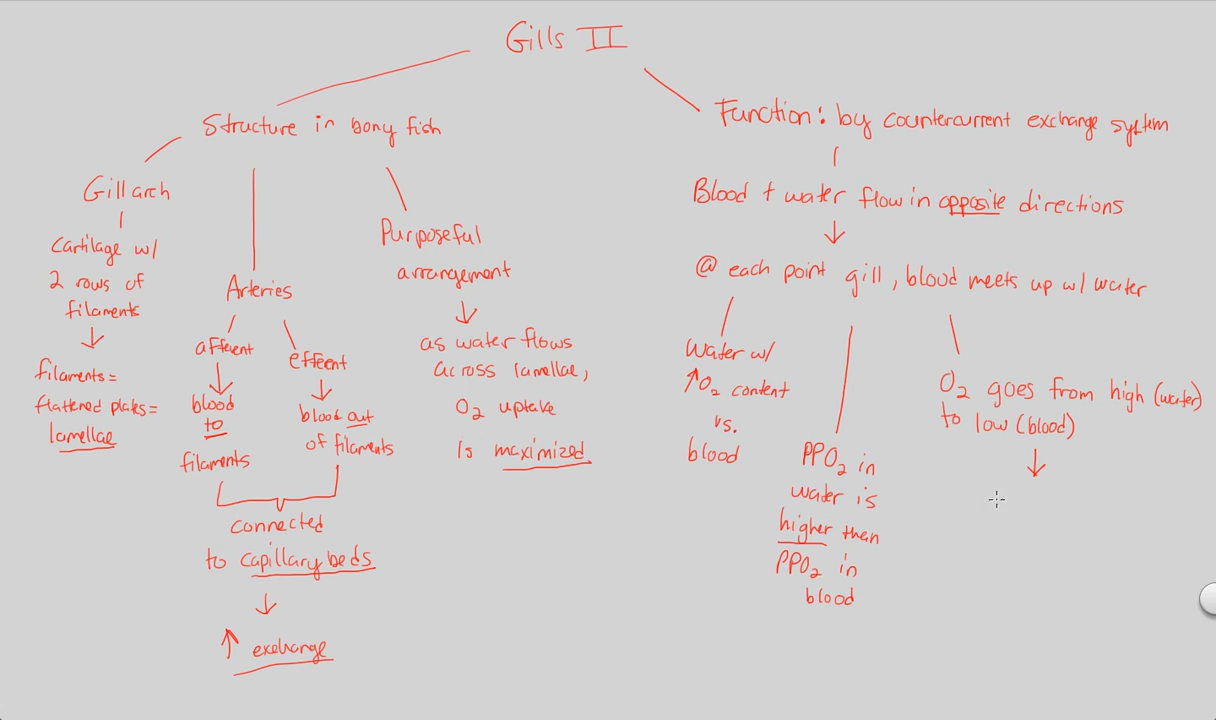 Gills II
Structure in bony fish
Gill arch
Cartilage w/
2 rows of
filaments
filaments=
flattened plates=
lamellae
Arteries
afferent
blood
to
filaments
efferent
blood out
of filaments
connected
to capillary beds
↑ exchange
Purposeful
arrangement
as water flows
across lamellae,
O₂ uptake
is maximized
Function: by countercurrent exchange system
Blood + water flow in opposite directions
@ each point gill, blood meets up w/ water
Water w/
↑O₂ content
vs.
blood
PPO₂ in
water is
higher than
PPO₂ in
blood
O₂ goes from high (water)
to low (blood)